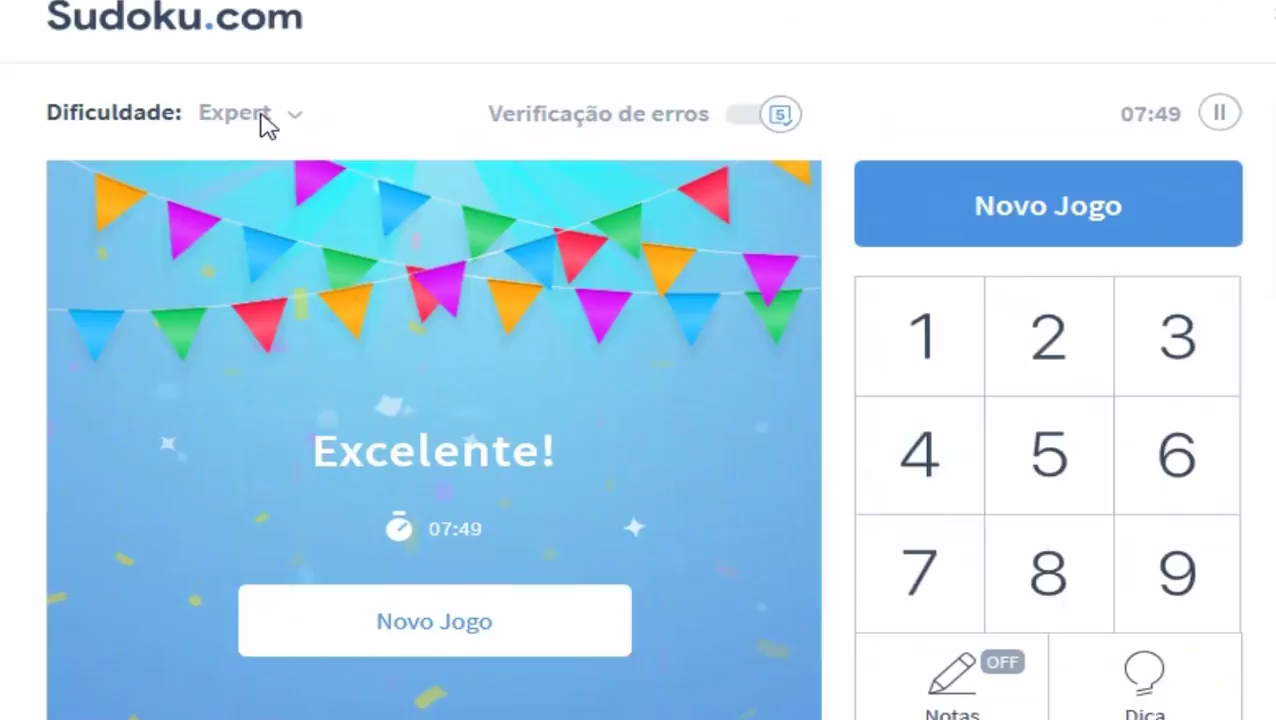 Sudoku.com
Dificuldade: Expert
Verificação de erros
5
07:49
Novo Jogo
Excelente!
07:49
Novo Jogo
1 2 3
4 5 6
7 8 9
OFF
Notas
Dica